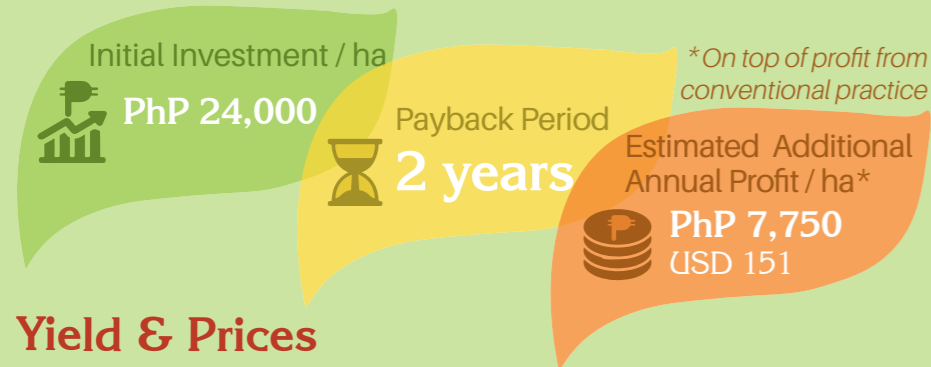 Initial Investment / ha
PhP 24,000
Payback Period
2 years
*On top of profit from
conventional practice
Estimated Additional
Annual Profit / ha*
PhP 7,750
USD 151
Yield & Prices